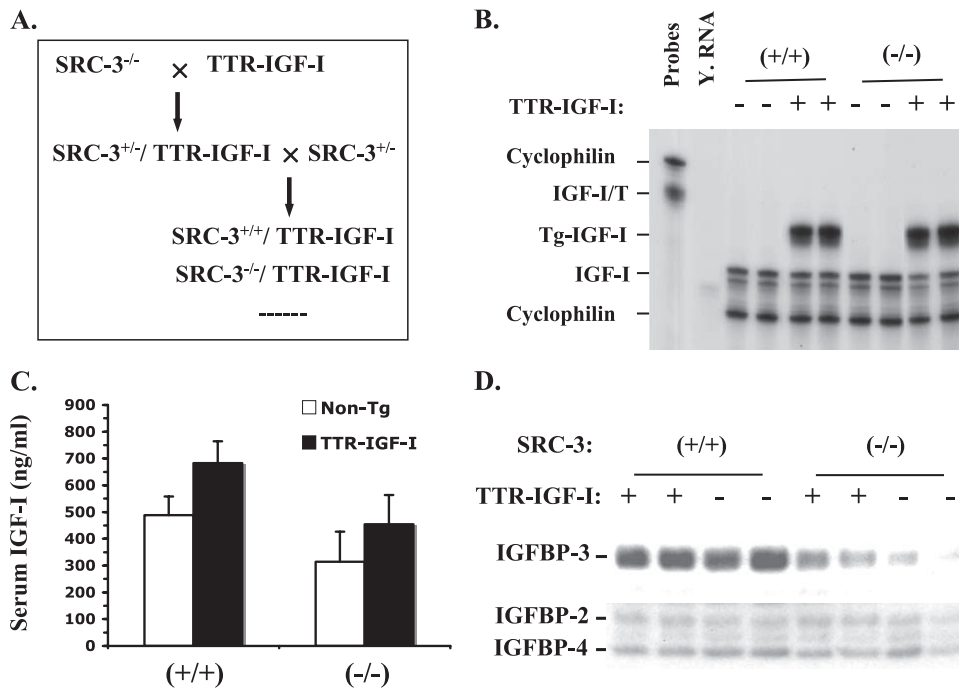 A.
SRC-3-/- × TTR-IGF-I
SRC-3+/-/ TTR-IGF-I × SRC-3+/-
SRC-3+/+/ TTR-IGF-I
SRC-3-/-/ TTR-IGF-I
------
B.
Probes
Y. RNA
(+/+) (-/-)
TTR-IGF-I: - - + + - - + +
Cyclophilin
IGF-I/T
Tg-IGF-I
IGF-I
Cyclophilin
C.
Serum IGF-I (ng/ml)
900
800
700
600
500
400
300
200
100
0
Non-Tg
TTR-IGF-I
(+/+) (-/-)
D.
SRC-3: (+/+) (-/-)
TTR-IGF-I: + + - - + + - -
IGFBP-3
IGFBP-2
IGFBP-4